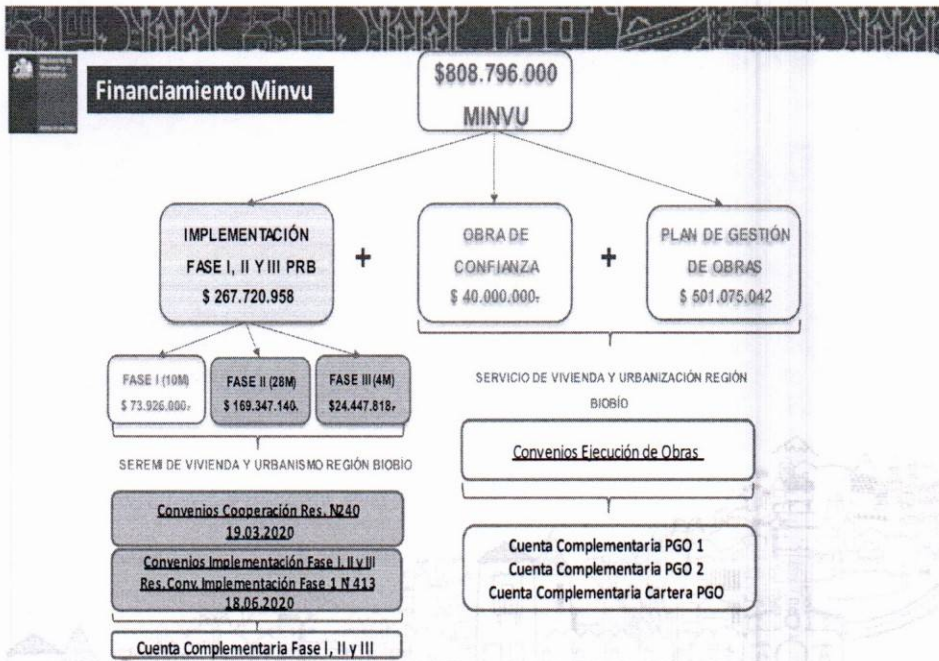 Financiamiento Minvu
$808.796.000
MINVU
IMPLEMENTACIÓN
FASE I, II Y III PRB
$ 267.720.958
+
OBRA DE
CONFIANZA
$ 40.000.000.-
+
PLAN DE GESTIÓN
DE OBRAS
$ 501.075.042
FASE I (10M)
$ 73.926.000.-
FASE II (28M)
$ 169.347.140.
FASE III (4M)
$24.447.818.-
SEREMI DE VIVIENDA Y URBANISMO REGIÓN BIOBÍO
Convenios Cooperación Res. N240
19.03.2020
Convenios Implementación Fase I, II y III
Res. Conv. Implementación Fase 1 N 413
18.06.2020
Cuenta Complementaria Fase I, II y III
SERVICIO DE VIVIENDA Y URBANIZACIÓN REGIÓN
BIOBÍO
Convenios Ejecución de Obras
Cuenta Complementaria PGO 1
Cuenta Complementaria PGO 2
Cuenta Complementaria Cartera PGO